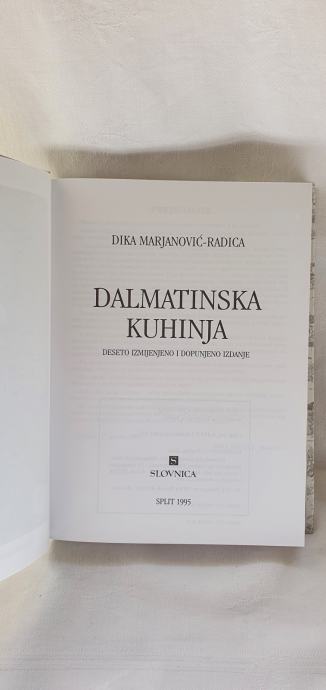 DIKA MARJANOVIĆ-RADICA
DALMATINSKA
KUHINJA
DESETO IZMIJENJENO I DOPUNJENO IZDANJE
S
SLOVNICA
SPLIT 1995